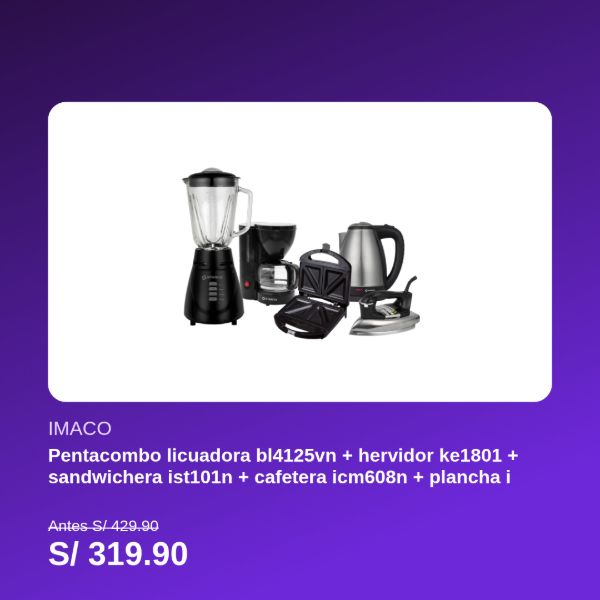 IMACO
Pentacombo licuadora bl4125vn + hervidor ke1801 +
sandwichera ist101n + cafetera icm608n + plancha i
Antes S/ 429.90
S/ 319.90